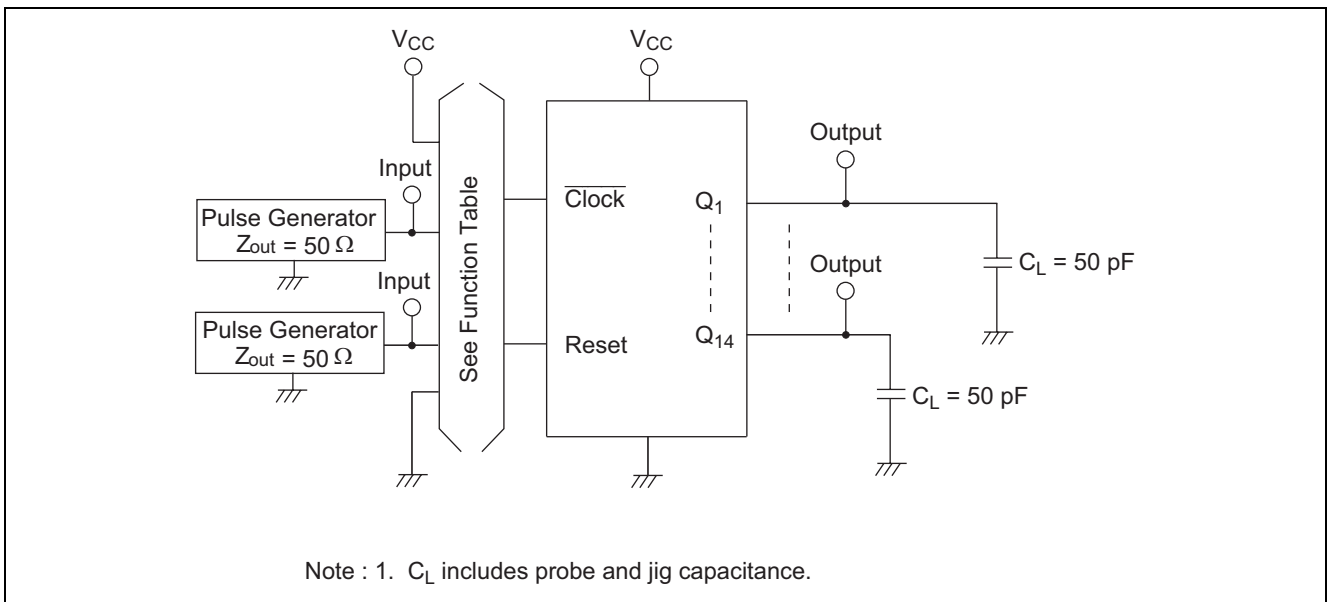 VCC
VCC
Output
Input
Pulse Generator
Zout = 50 Ω
See Function Table
Clock
Q1
CL = 50 pF
Output
Input
Pulse Generator
Zout = 50 Ω
Reset
Q14
CL = 50 pF
Note : 1. CL includes probe and jig capacitance.